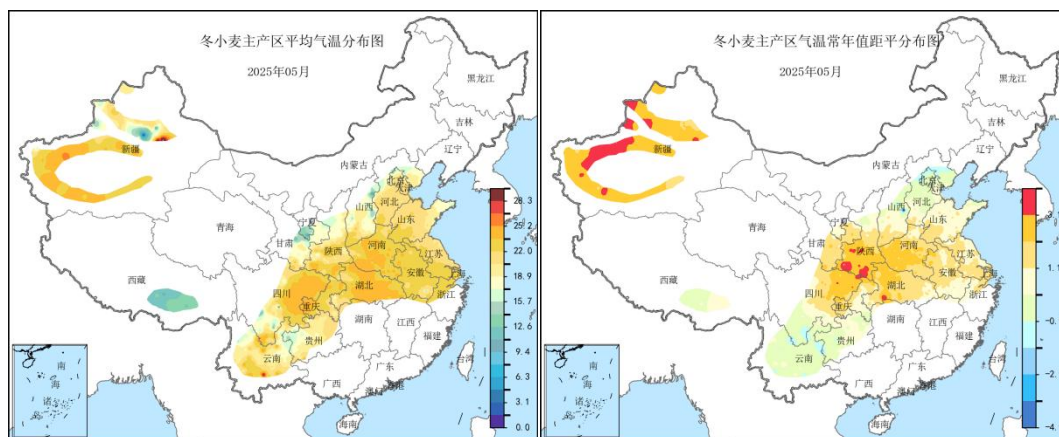 冬小麦主产区平均气温分布图
2025年05月
黑龙江
吉林
辽宁
新疆
内蒙古
北京
天津
河北
山西
山东
宁夏
青海
甘肃
陕西
河南
江苏
安徽
上海
西藏
四川
湖北
浙江
重庆
湖南
江西
贵州
福建
云南
台湾
广西
广东
海南
南
海
诸
岛
28.3
25.2
22.0
18.9
15.7
12.6
9.4
6.3
3.1
0.0
冬小麦主产区气温常年值距平分布图
2025年05月
黑龙江
吉林
辽宁
新疆
内蒙古
北京
天津
河北
山西
山东
宁夏
青海
甘肃
陕西
河南
江苏
安徽
上海
西藏
四川
湖北
浙江
重庆
湖南
江西
贵州
福建
云南
台湾
广西
广东
海南
南
海
诸
岛